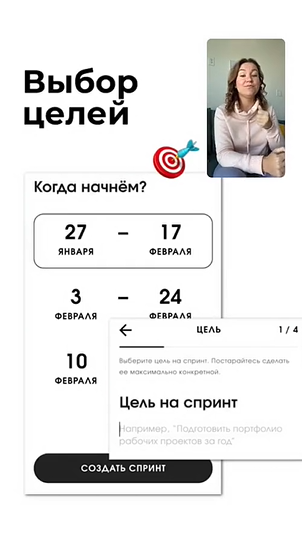 Выбор
целей
Когда начнём?
27 – 17
ЯНВАРЯ ФЕВРАЛЯ
3 – 24
ФЕВРАЛЯ ФЕВРАЛЯ
10
ФЕВРАЛЯ
ЦЕЛЬ 1 / 4
Выберите цель на спринт. Постарайтесь сделать
ее максимально конкретной.
Цель на спринт
Например, "Подготовить портфолио
рабочих проектов за год"
СОЗДАТЬ СПРИНТ